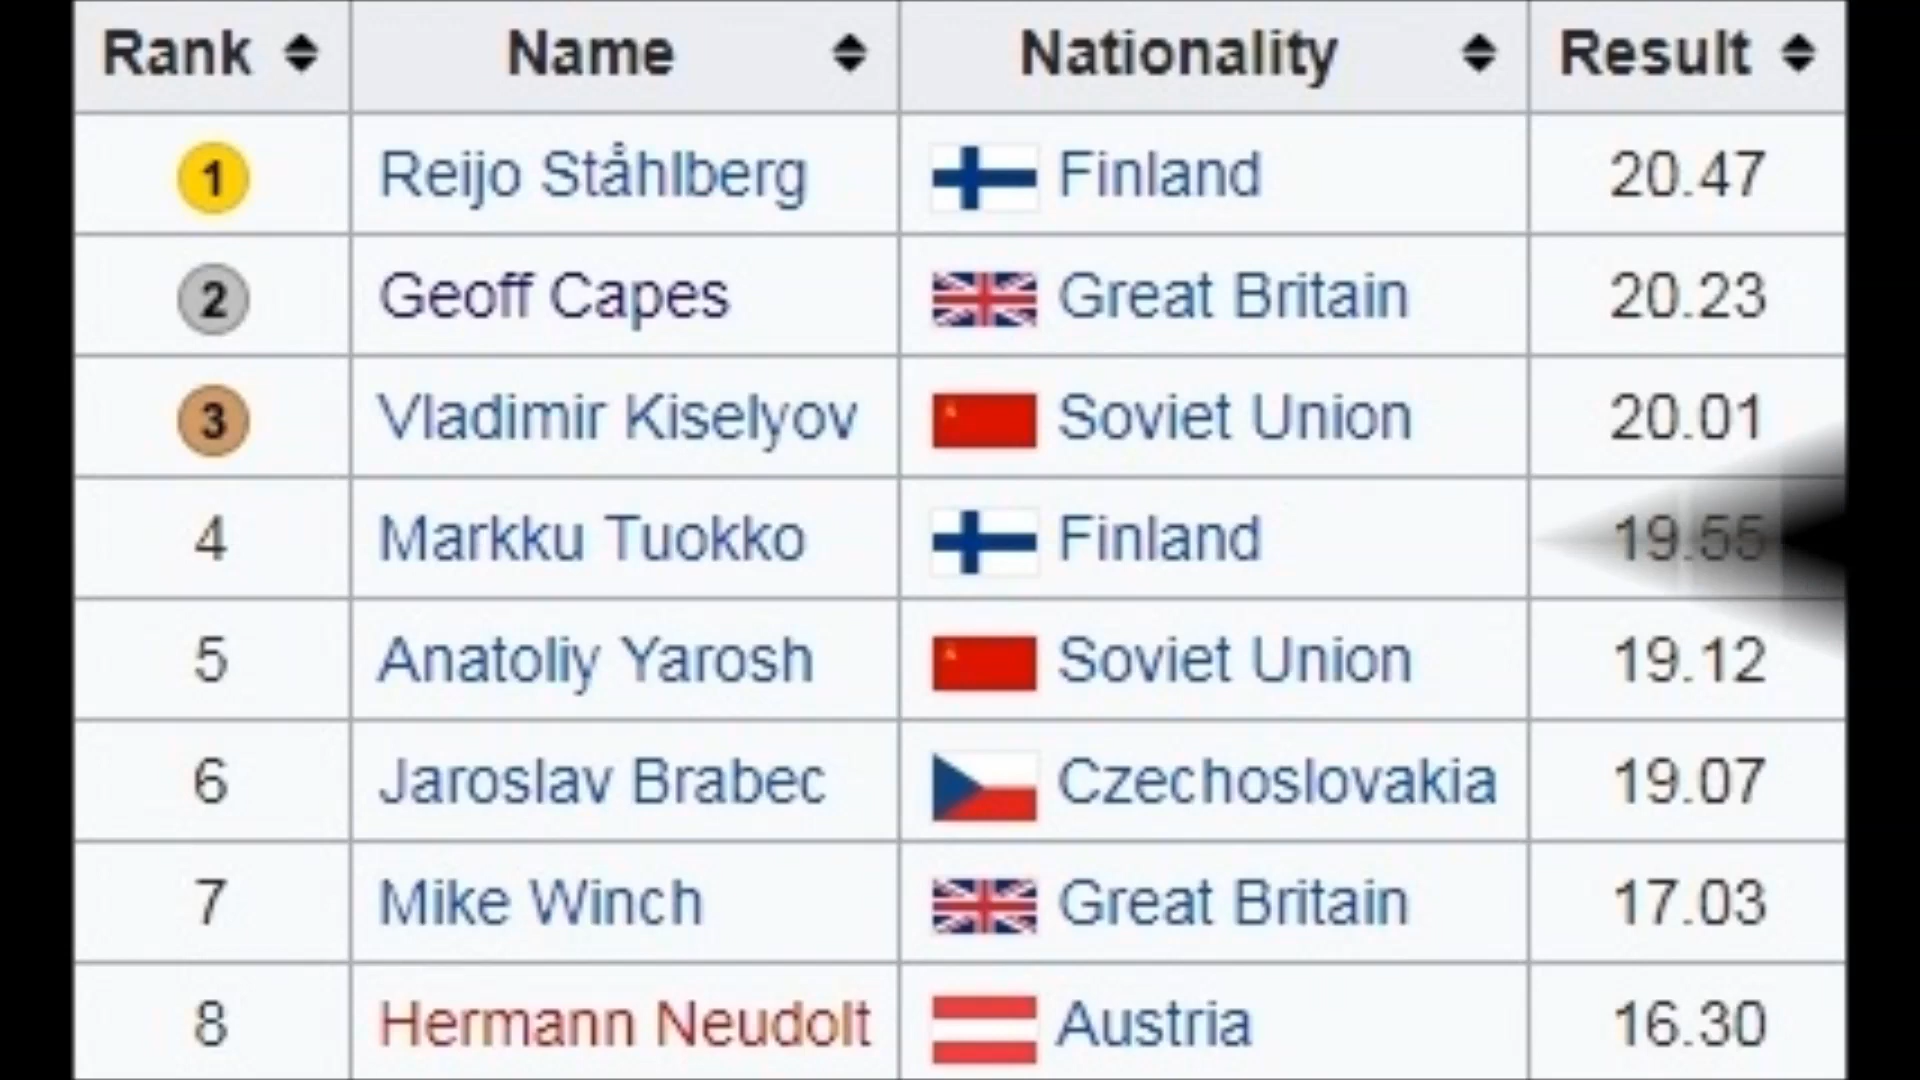 Rank Name Nationality Result
1 Reijo Ståhlberg Finland 20.47
2 Geoff Capes Great Britain 20.23
3 Vladimir Kiselyov Soviet Union 20.01
4 Markku Tuokko Finland 19.55
5 Anatoliy Yarosh Soviet Union 19.12
6 Jaroslav Brabec Czechoslovakia 19.07
7 Mike Winch Great Britain 17.03
8 Hermann Neudolt Austria 16.30